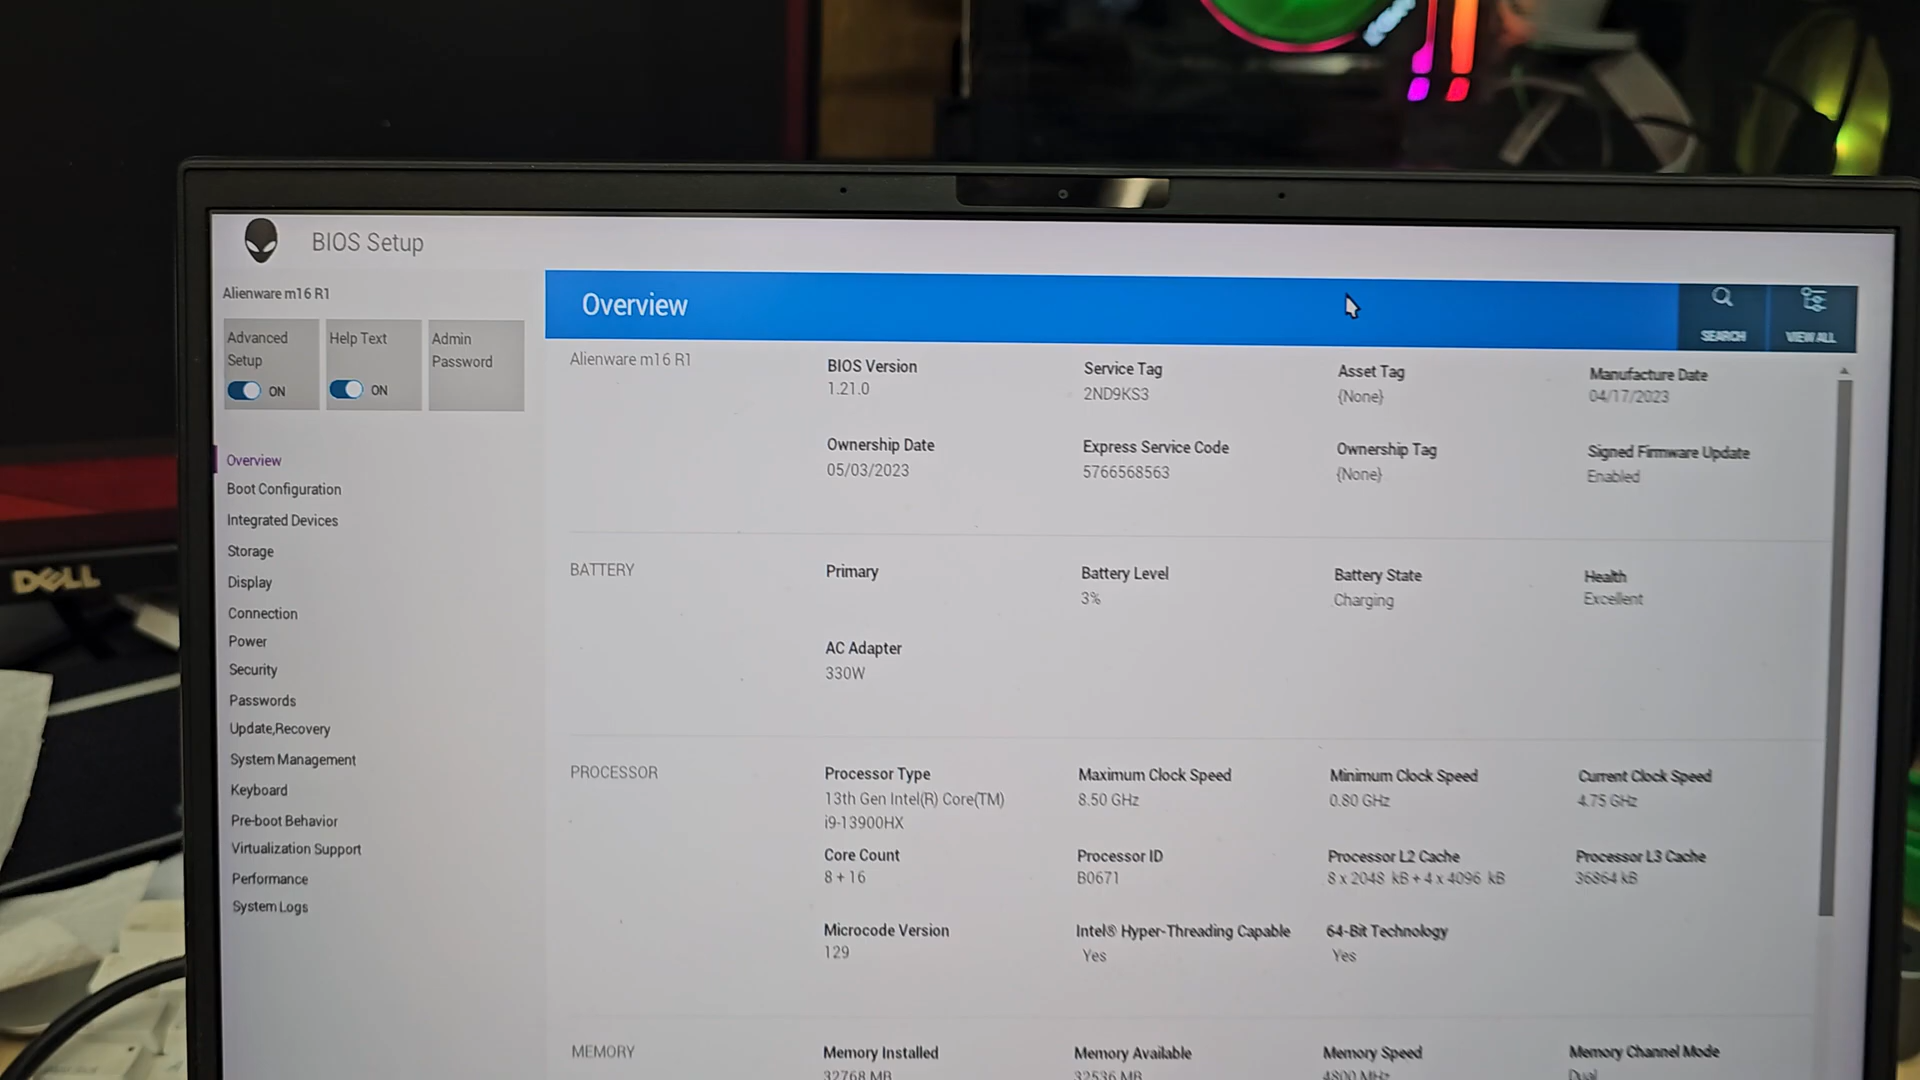 BIOS Setup
Alienware m16 R1
Advanced Setup
ON
Help Text
ON
Admin Password
Overview
Boot Configuration
Integrated Devices
Storage
Display
Connection
Power
Security
Passwords
Update,Recovery
System Management
Keyboard
Pre-boot Behavior
Virtualization Support
Performance
System Logs
Overview
SEARCH
VIEW ALL
Alienware m16 R1
BIOS Version
1.21.0
Service Tag
2ND9KS3
Asset Tag
{None}
Manufacture Date
04/17/2023
Ownership Date
05/03/2023
Express Service Code
5766568563
Ownership Tag
{None}
Signed Firmware Update
Enabled
BATTERY
Primary
Battery Level
3%
Battery State
Charging
Health
Excellent
AC Adapter
330W
PROCESSOR
Processor Type
13th Gen Intel(R) Core(TM)
i9-13900HX
Maximum Clock Speed
8.50 GHz
Minimum Clock Speed
0.80 GHz
Current Clock Speed
4.75 GHz
Core Count
8 + 16
Processor ID
B0671
Processor L2 Cache
8 x 2048 kB + 4 x 4096 kB
Processor L3 Cache
36864 kB
Microcode Version
129
Intel® Hyper-Threading Capable
Yes
64-Bit Technology
Yes
MEMORY
Memory Installed
32768 MB
Memory Available
32536 MB
Memory Speed
4800 MHz
Memory Channel Mode
Dual
DELL